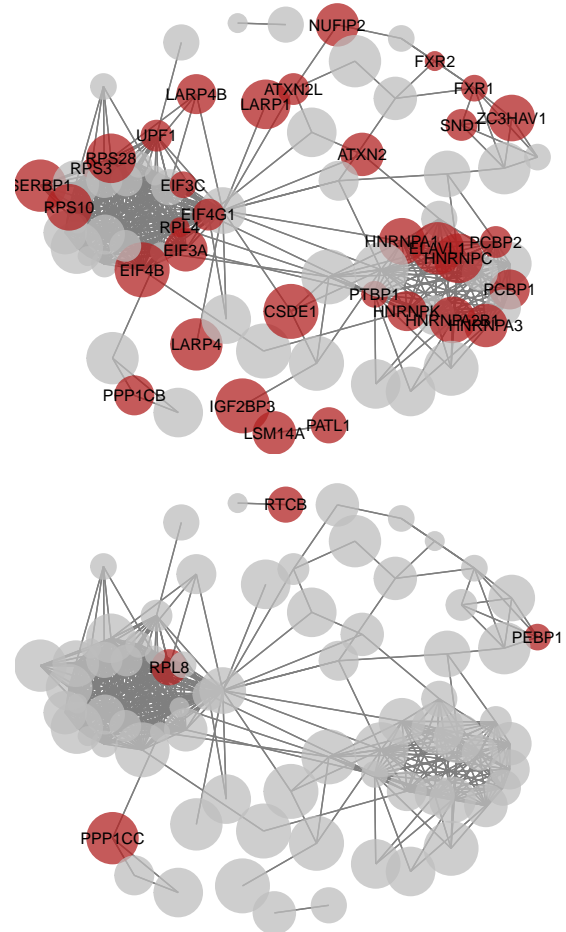 NUFIP2
FXR2
LARP4B
ATXN2L
FXR1
LARP1
ZC3HAV1
SND1
UPF1
ATXN2
RPS28
RPS3
SERBP1
EIF3C
RPS10
EIF4G1
RPL4
HNRNPA1
PCBP2
ELAVL1
EIF3A
HNRNPC
EIF4B
PCBP1
PTBP1
CSDE1
HNRNPK
HNRNPA2B1
HNRNPA3
LARP4
PPP1CB
IGF2BP3
PATL1
LSM14A
RTCB
PEBP1
RPL8
PPP1CC